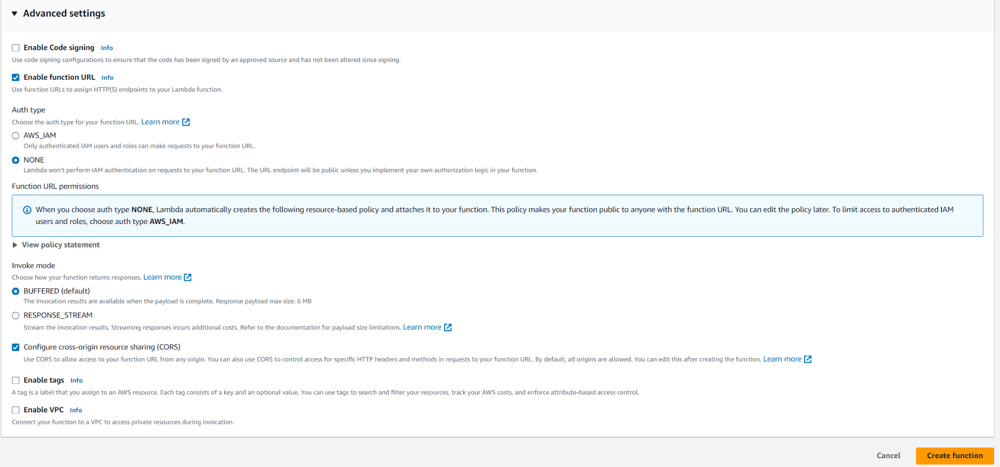 Advanced settings
Enable Code signing Info
Use code signing configurations to ensure that the code has been signed by an approved source and has not been altered since signing.
Enable function URL Info
Use function URLs to assign HTTP(S) endpoints to your Lambda function.
Auth type
Choose the auth type for your function URL. Learn more
AWS_IAM
Only authenticated IAM users and roles can make requests to your function URL.
NONE
Lambda won't perform IAM authentication on requests to your function URL. The URL endpoint will be public unless you implement your own authorization logic in your function.
Function URL permissions
When you choose auth type NONE, Lambda automatically creates the following resource-based policy and attaches it to your function. This policy makes your function public to anyone with the function URL. You can edit the policy later. To limit access to authenticated IAM
users and roles, choose auth type AWS_IAM.
View policy statement
Invoke mode
Choose how your function returns responses. Learn more
BUFFERED (default)
The invocation results are available when the payload is complete. Response payload max size: 6 MB
RESPONSE_STREAM
Stream the invocation results. Streaming responses incurs additional costs. Refer to the documentation for payload size limitations. Learn more
Configure cross-origin resource sharing (CORS)
Use CORS to allow access to your function URL from any origin. You can also use CORS to control access for specific HTTP headers and methods in requests to your function URL. By default, all origins are allowed. You can edit this after creating the function. Learn more
Enable tags Info
A tag is a label that you assign to an AWS resource. Each tag consists of a key and an optional value. You can use tags to search and filter your resources, track your AWS costs, and enforce attribute-based access control.
Enable VPC Info
Connect your function to a VPC to access private resources during invocation.
Cancel Create function